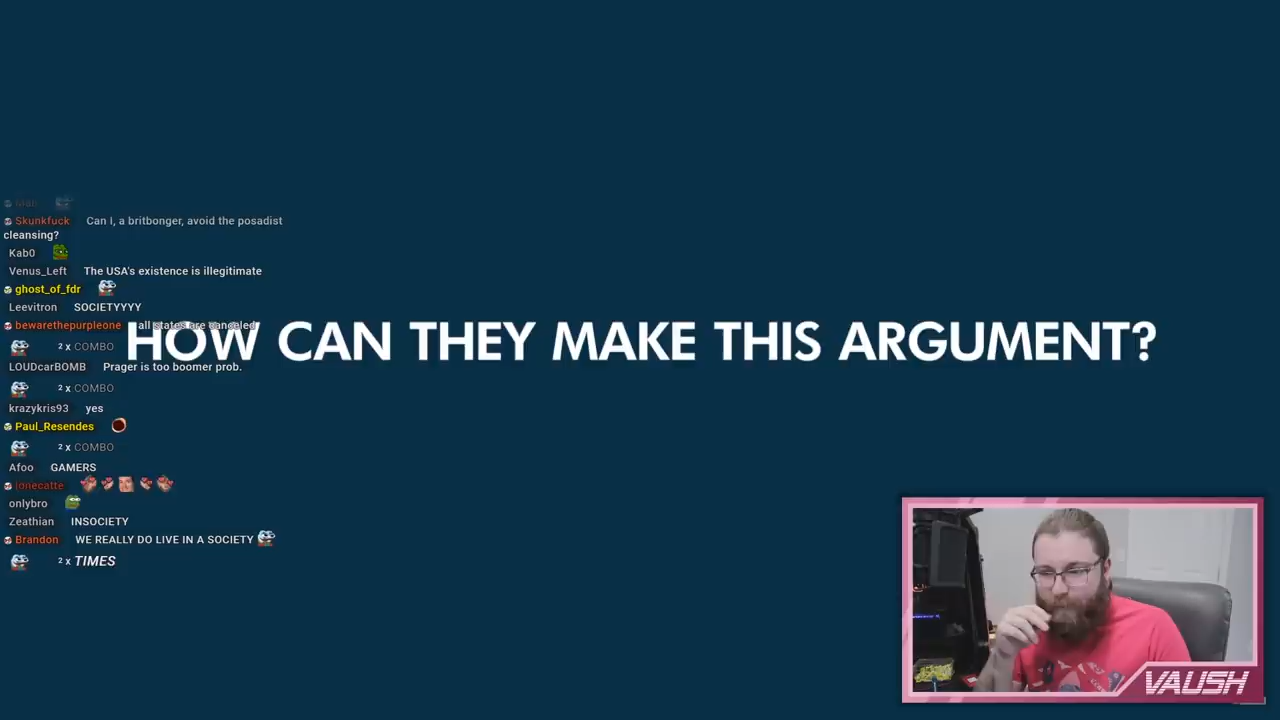 Skunkfuck Can I, a britbonger, avoid the posadist
cleansing?
Kab0
Venus_Left The USA's existence is illegitimate
ghost_of_fdr
Leevitron SOCIETYYYY
bewarethepurpleone all states are canceled
HOW CAN THEY MAKE THIS ARGUMENT?
2 x COMBO
LOUDcarBOMB Prager is too boomer prob.
2 x COMBO
krazykris93 yes
Paul_Resendes
2 x COMBO
Afoo GAMERS
jonecatte
onlybro
Zeathian INSOCIETY
Brandon WE REALLY DO LIVE IN A SOCIETY
2 x TIMES
VAUSH